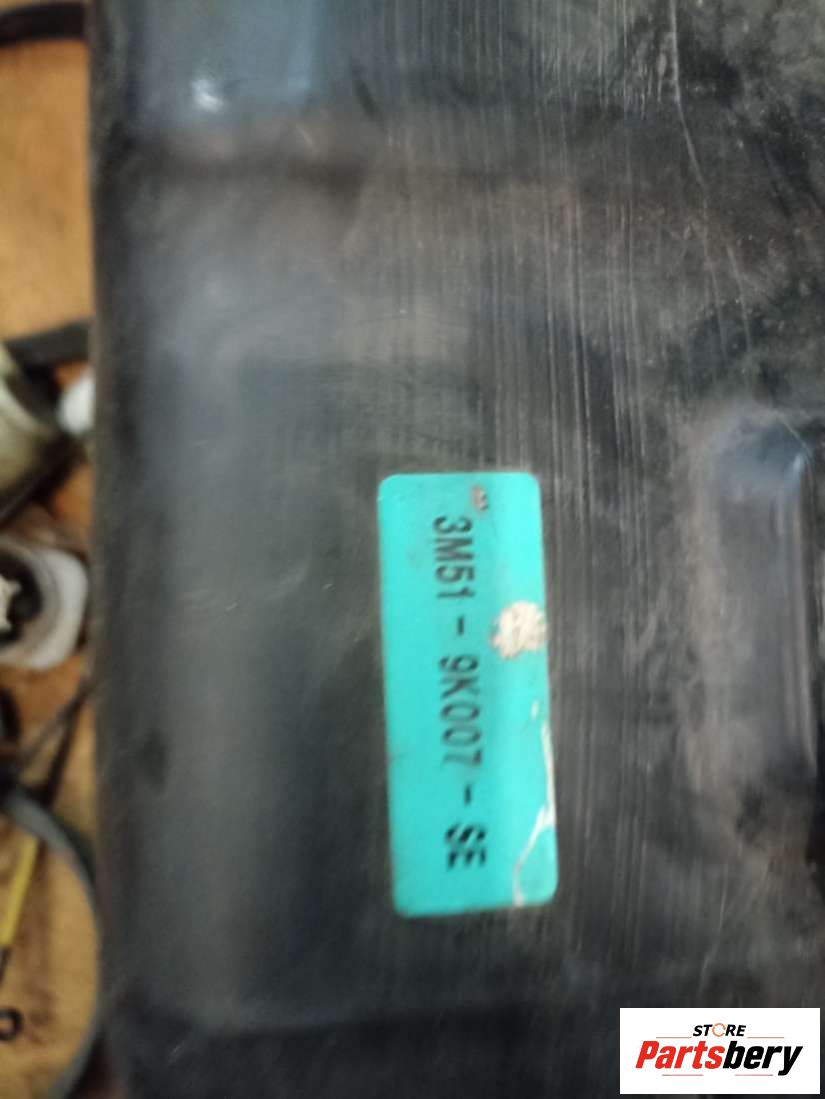 3M51 - 9K007 - SE
STORE
Partsbery